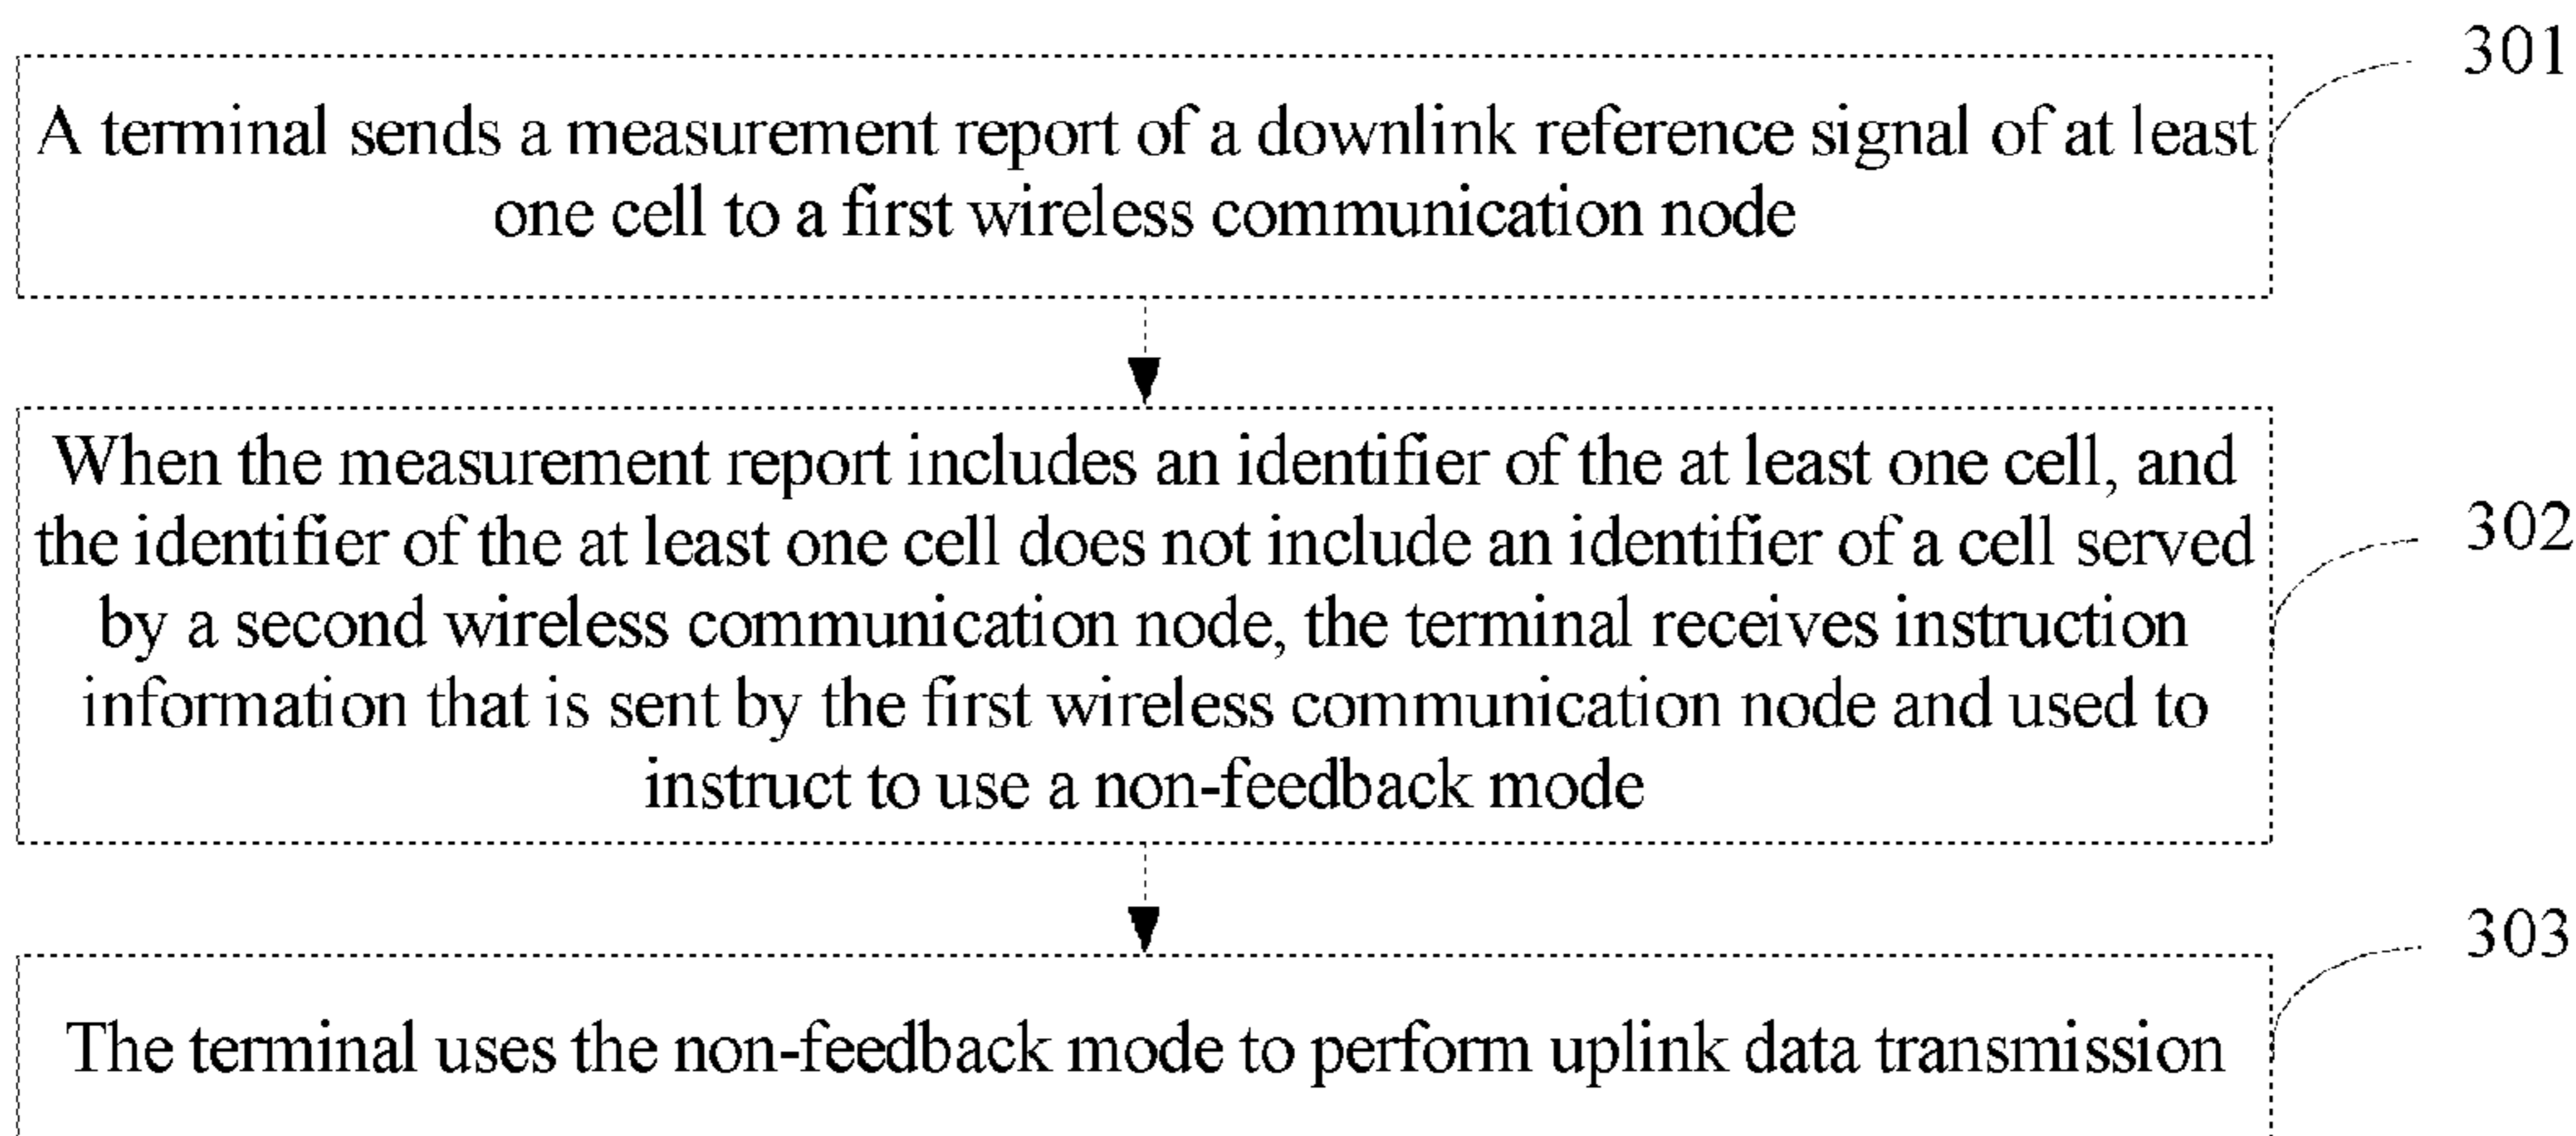 301
A terminal sends a measurement report of a downlink reference signal of at least
one cell to a first wireless communication node
When the measurement report includes an identifier of the at least one cell, and
the identifier of the at least one cell does not include an identifier of a cell served
302
by a second wireless communication node, the terminal receives instruction
information that is sent by the first wireless communication node and used to
instruct to use a non-feedback mode
303
The terminal uses the non-feedback mode to perform uplink data transmission